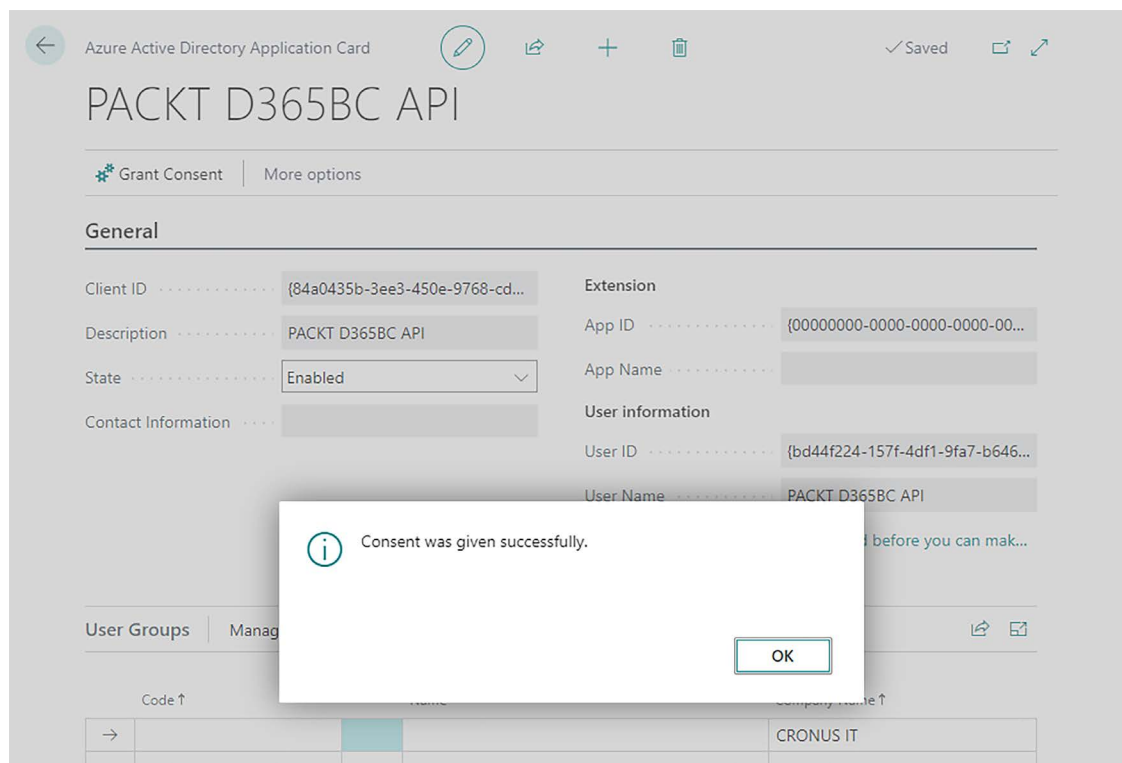 Azure Active Directory Application Card
Saved
PACKT D365BC API
Grant Consent
More options
General
Client ID
{84a0435b-3ee3-450e-9768-cd...
Description
PACKT D365BC API
State
Enabled
Contact Information
Extension
App ID
{00000000-0000-0000-0000-00...
App Name
User information
User ID
{bd44f224-157f-4df1-9fa7-b646...
User Name
PACKT D365BC API
before you can mak...
Consent was given successfully.
OK
User Groups
Manag
Code ↑
Name
Company Name ↑
CRONUS IT